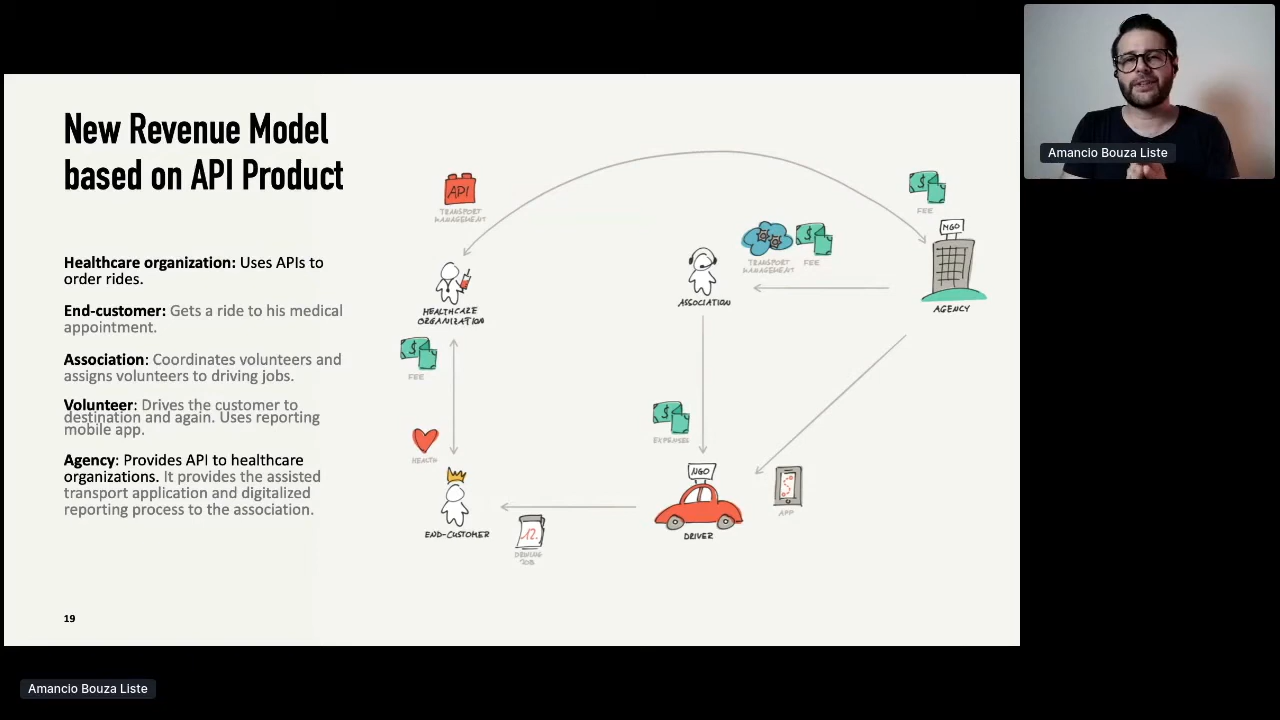 New Revenue Model
based on API Product
Healthcare organization: Uses APIs to
order rides.
End-customer: Gets a ride to his medical
appointment.
Association: Coordinates volunteers and
assigns volunteers to driving jobs.
Volunteer: Drives the customer to
destination and again. Uses reporting
mobile app.
Agency: Provides API to healthcare
organizations. It provides the assisted
transport application and digitalized
reporting process to the association.
19
API
TRANSPORT
MANAGEMENT
HEALTHCARE
ORGANIZATION
$
FEE
HEALTH
END-CUSTOMER
12.
DRIVING
JOB
ASSOCIATION
TRANSPORT
MANAGEMENT
$
FEE
$
FEE
NGO
AGENCY
$
EXPENSES
NGO
DRIVER
APP
Amancio Bouza Liste
Amancio Bouza Liste